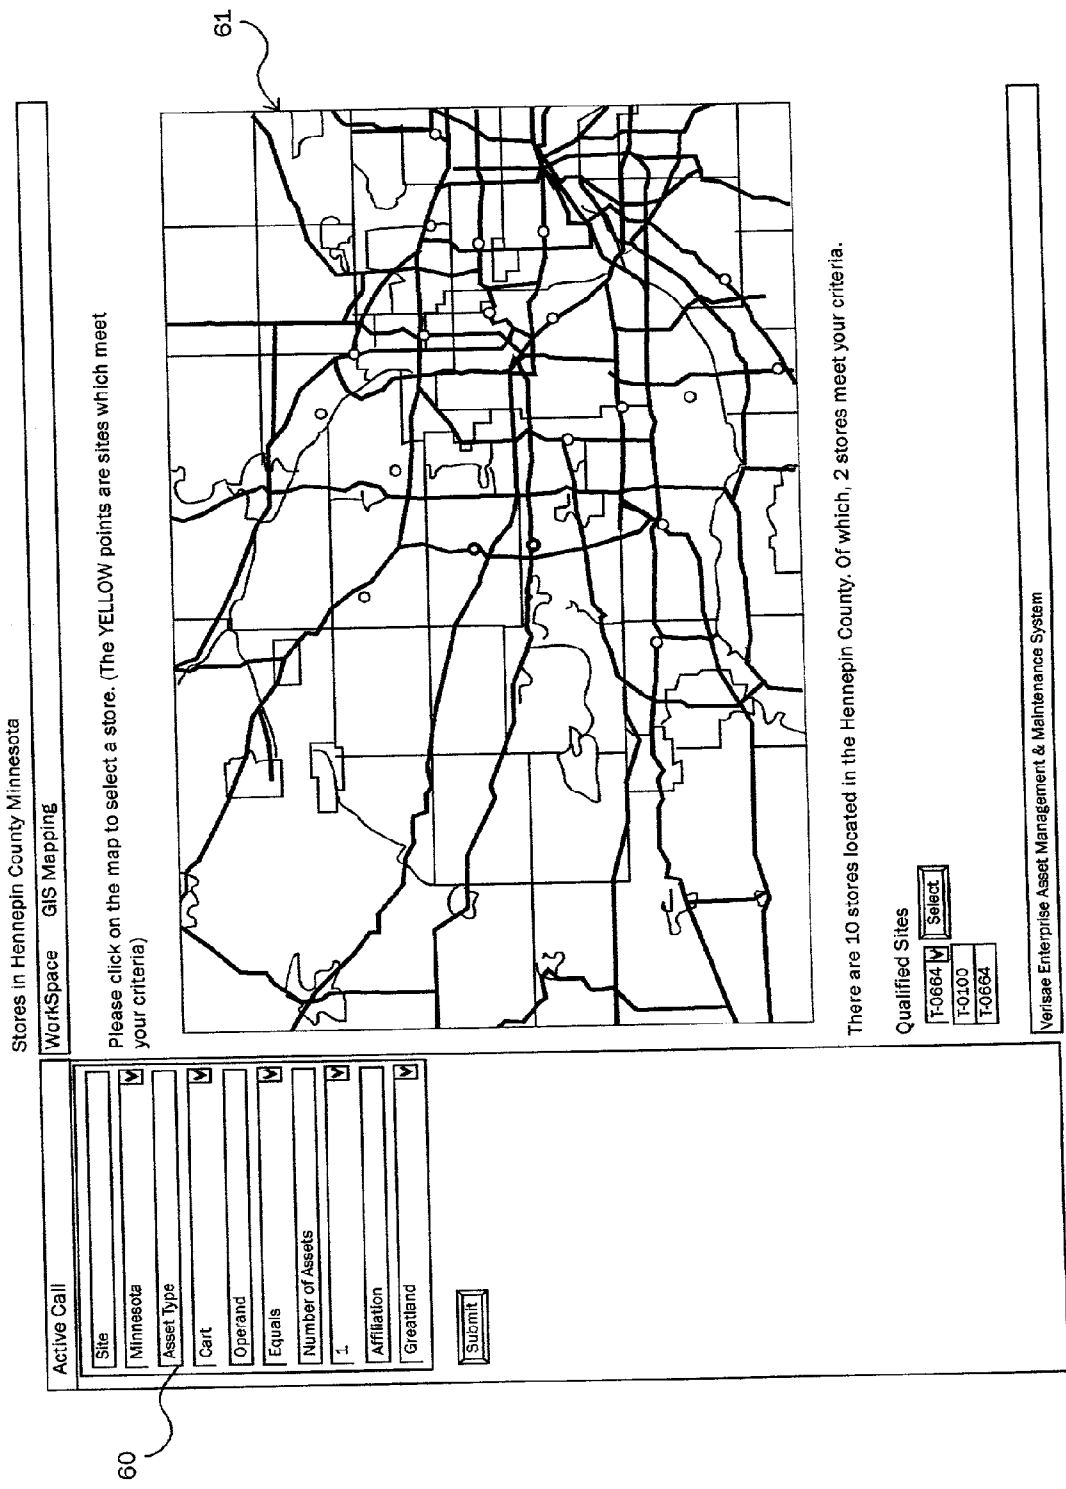 Stores in Hennepin County Minnesota
WorkSpace GIS Mapping
Active Call
Site
Minnesota
Asset Type
Cart
Operand
Equals
Number of Assets
1
Affiliation
Greatland
Submit
60
Please click on the map to select a store. (The YELLOW points are sites which meet
your criteria)
61
There are 10 stores located in the Hennepin County. Of which, 2 stores meet your criteria.
Qualified Sites
T-0664 Select
T-0100
T-0664
Verisae Enterprise Asset Management & Maintenance System